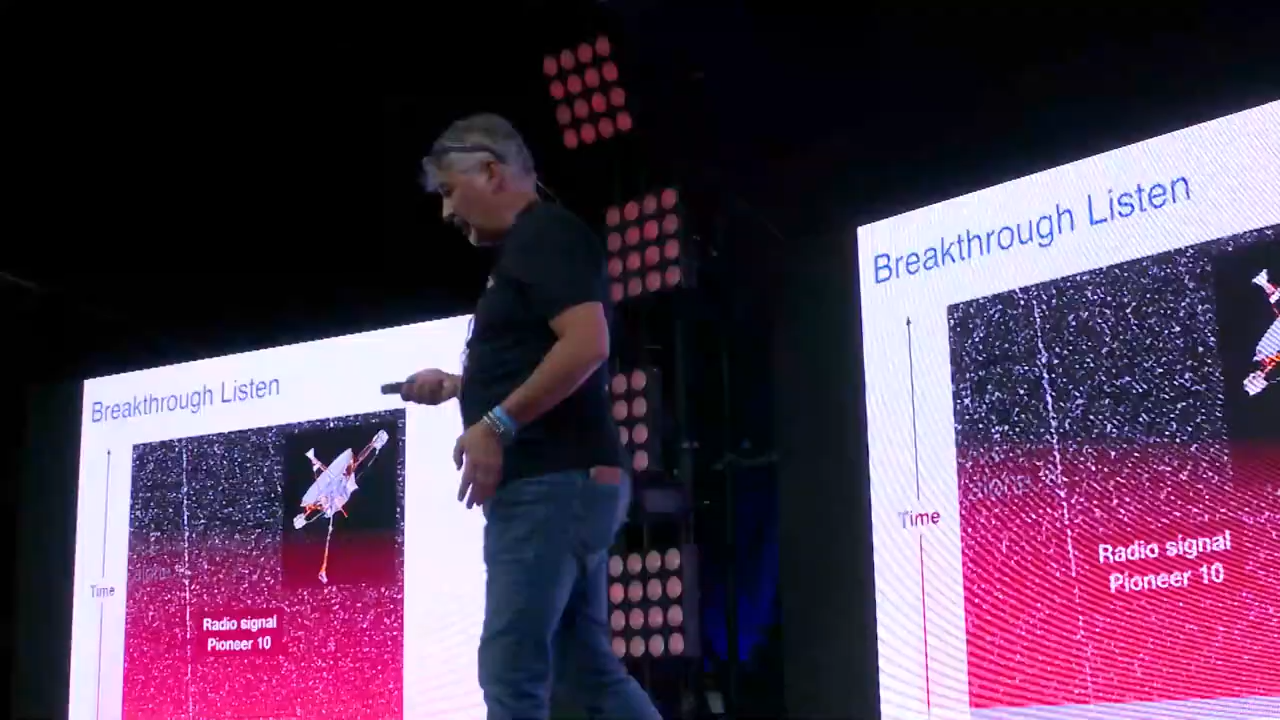 Breakthrough Listen
Time
Radio signal
Pioneer 10
Breakthrough Listen
Time
Radio signal
Pioneer 10